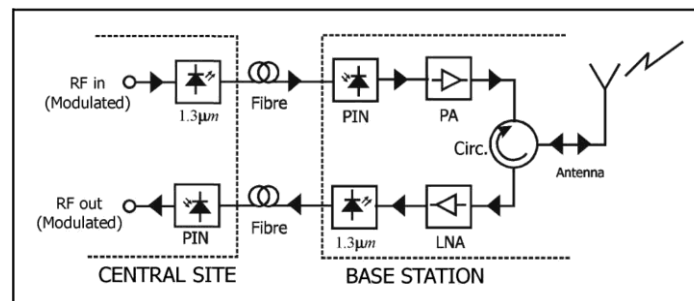 RF in
(Modulated)
1.3μm
Fibre
PIN
PA
Circ.
Antenna
RF out
(Modulated)
PIN
Fibre
1.3μm
LNA
CENTRAL SITE
BASE STATION